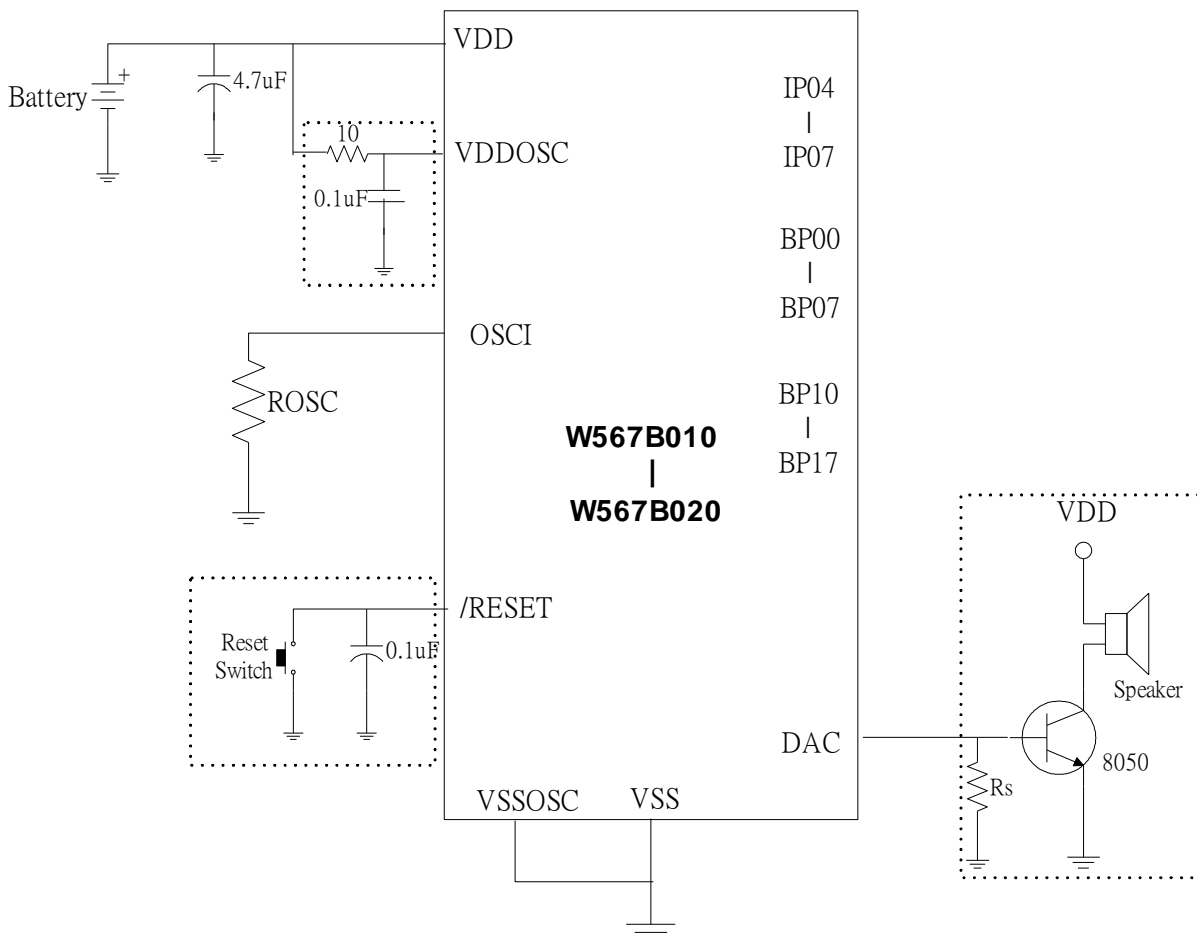 VDD
Battery
+
4.7uF
10
VDDOSC
0.1uF
OSCI
ROSC
IP04
|
IP07
BP00
|
BP07
BP10
|
BP17
W567B010
|
W567B020
/RESET
Reset
Switch
0.1uF
VDD
Speaker
DAC
8050
Rs
VSSOSC
VSS